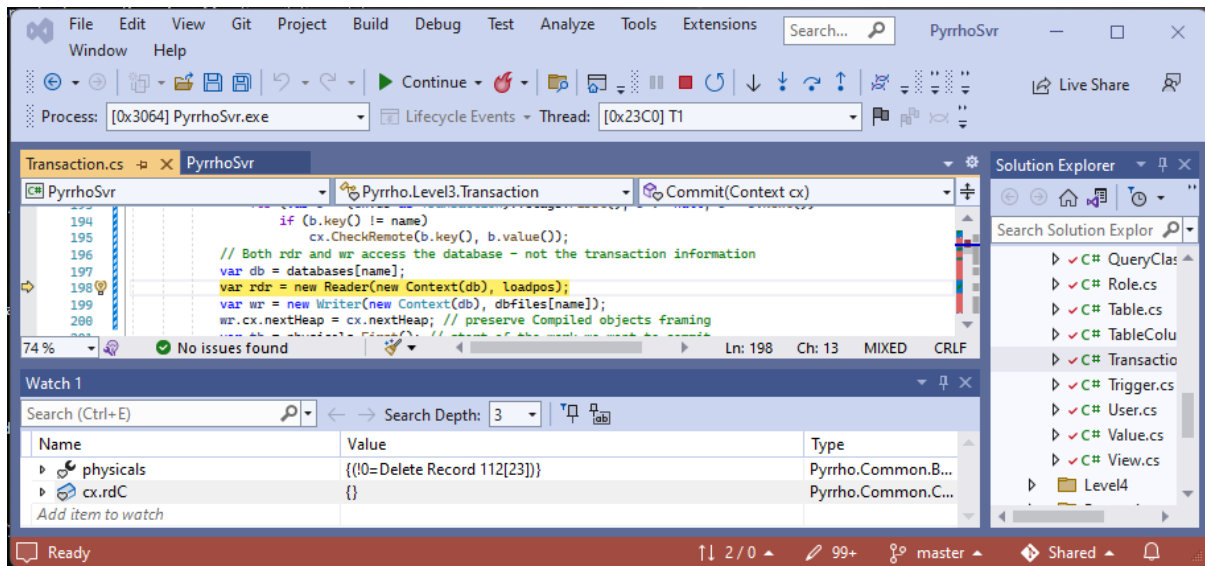 File Edit View Git Project Build Debug Test Analyze Tools Extensions Search... PyrrhoSvr
Window Help
Continue Live Share
Process: [0x3064] PyrrhoSvr.exe Lifecycle Events Thread: [0x23C0] T1
Transaction.cs PyrrhoSvr
C# PyrrhoSvr Pyrrho.Level3.Transaction Commit(Context cx)
194 if (b.key() != name)
195 cx.CheckRemote(b.key(), b.value());
196 // Both rdr and wr access the database - not the transaction information
197 var db = databases[name];
198 var rdr = new Reader(new Context(db), loadpos);
199 var wr = new Writer(new Context(db), dbfiles[name]);
200 wr.cx.nextHeap = cx.nextHeap; // preserve Compiled objects framing
74 % No issues found Ln: 198 Ch: 13 MIXED CRLF
Watch 1
Search (Ctrl+E) Search Depth: 3
Name Value Type
physicals {(!0=Delete Record 112[23])} Pyrrho.Common.B...
cx.rdC {} Pyrrho.Common.C...
Add item to watch
Solution Explorer
Search Solution Explor
C# QueryClas
C# Role.cs
C# Table.cs
C# TableColu
C# Transactio
C# Trigger.cs
C# User.cs
C# Value.cs
C# View.cs
Level4
Ready 2 / 0 99+ master Shared